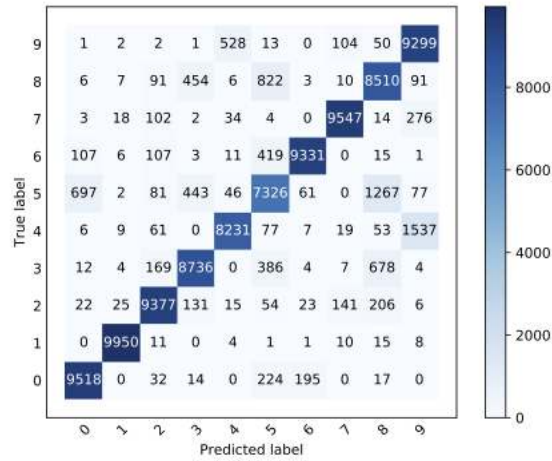 9 1 2 2 1 528 13 0 104 50 9299
8 6 7 91 454 6 822 3 10 8510 91
7 3 18 102 2 34 4 0 9547 14 276
6 107 6 107 3 11 419 9331 0 15 1
5 697 2 81 443 46 7326 61 0 1267 77
4 6 9 61 0 8231 77 7 19 53 1537
3 12 4 169 8736 0 386 4 7 678 4
2 22 25 9377 131 15 54 23 141 206 6
1 0 9950 11 0 4 1 1 10 15 8
0 9518 0 32 14 0 224 195 0 17 0
0 1 2 3 4 5 6 7 8 9
True label
Predicted label
8000
6000
4000
2000
0